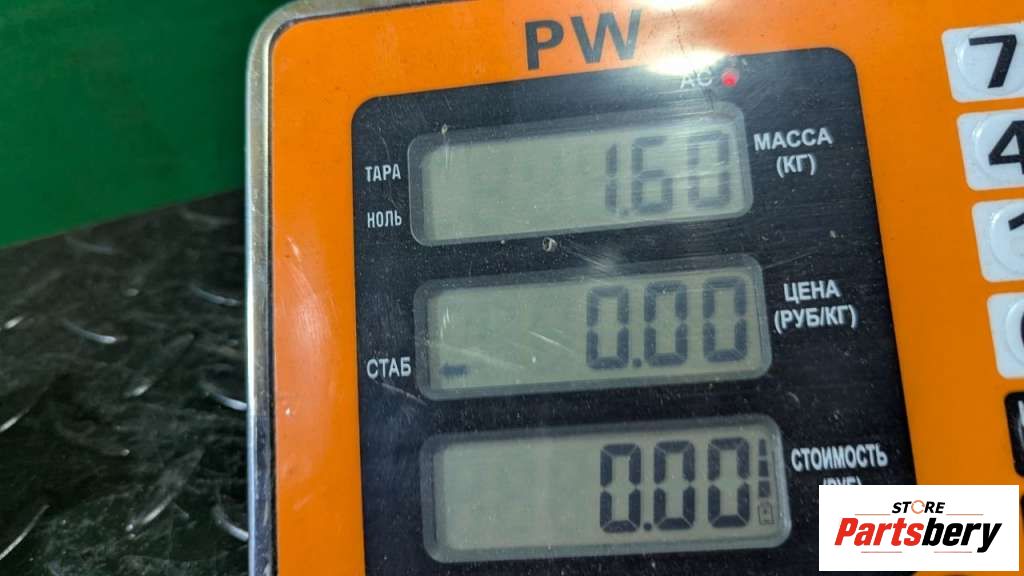 PW
AC
7
1.60
МАССА
(КГ)
ТАРА
НОЛЬ
4
0.00
ЦЕНА
(РУБ/КГ)
СТАБ
0.00
СТОИМОСТЬ
(РУБ)
STORE
Partsbery